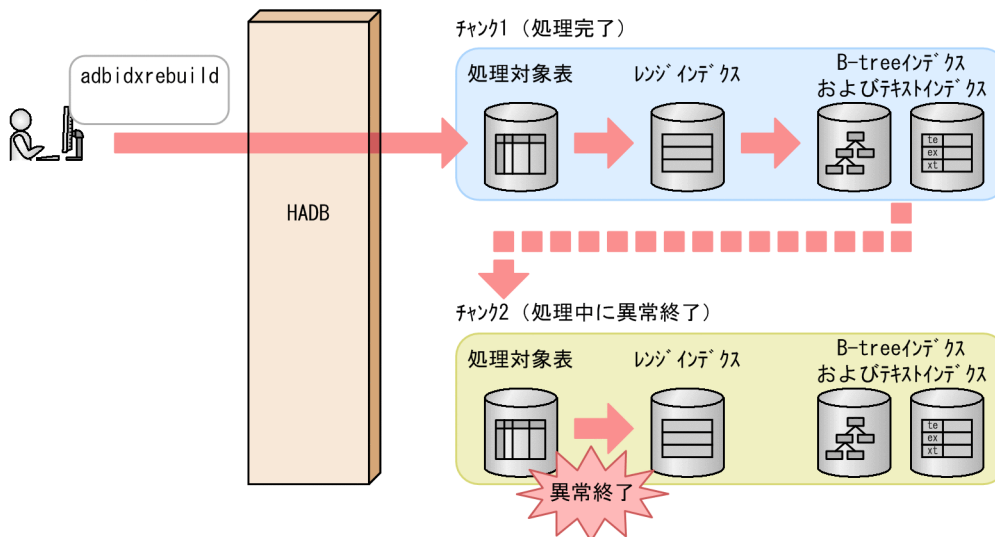 チャンク1（処理完了）
adbidxrebuild
処理対象表
レンジインデクス
B-treeインデクス
およびテキストインデクス
te
ex
xt
HADB
チャンク2（処理中に異常終了）
処理対象表
レンジインデクス
B-treeインデクス
およびテキストインデクス
te
ex
xt
異常終了